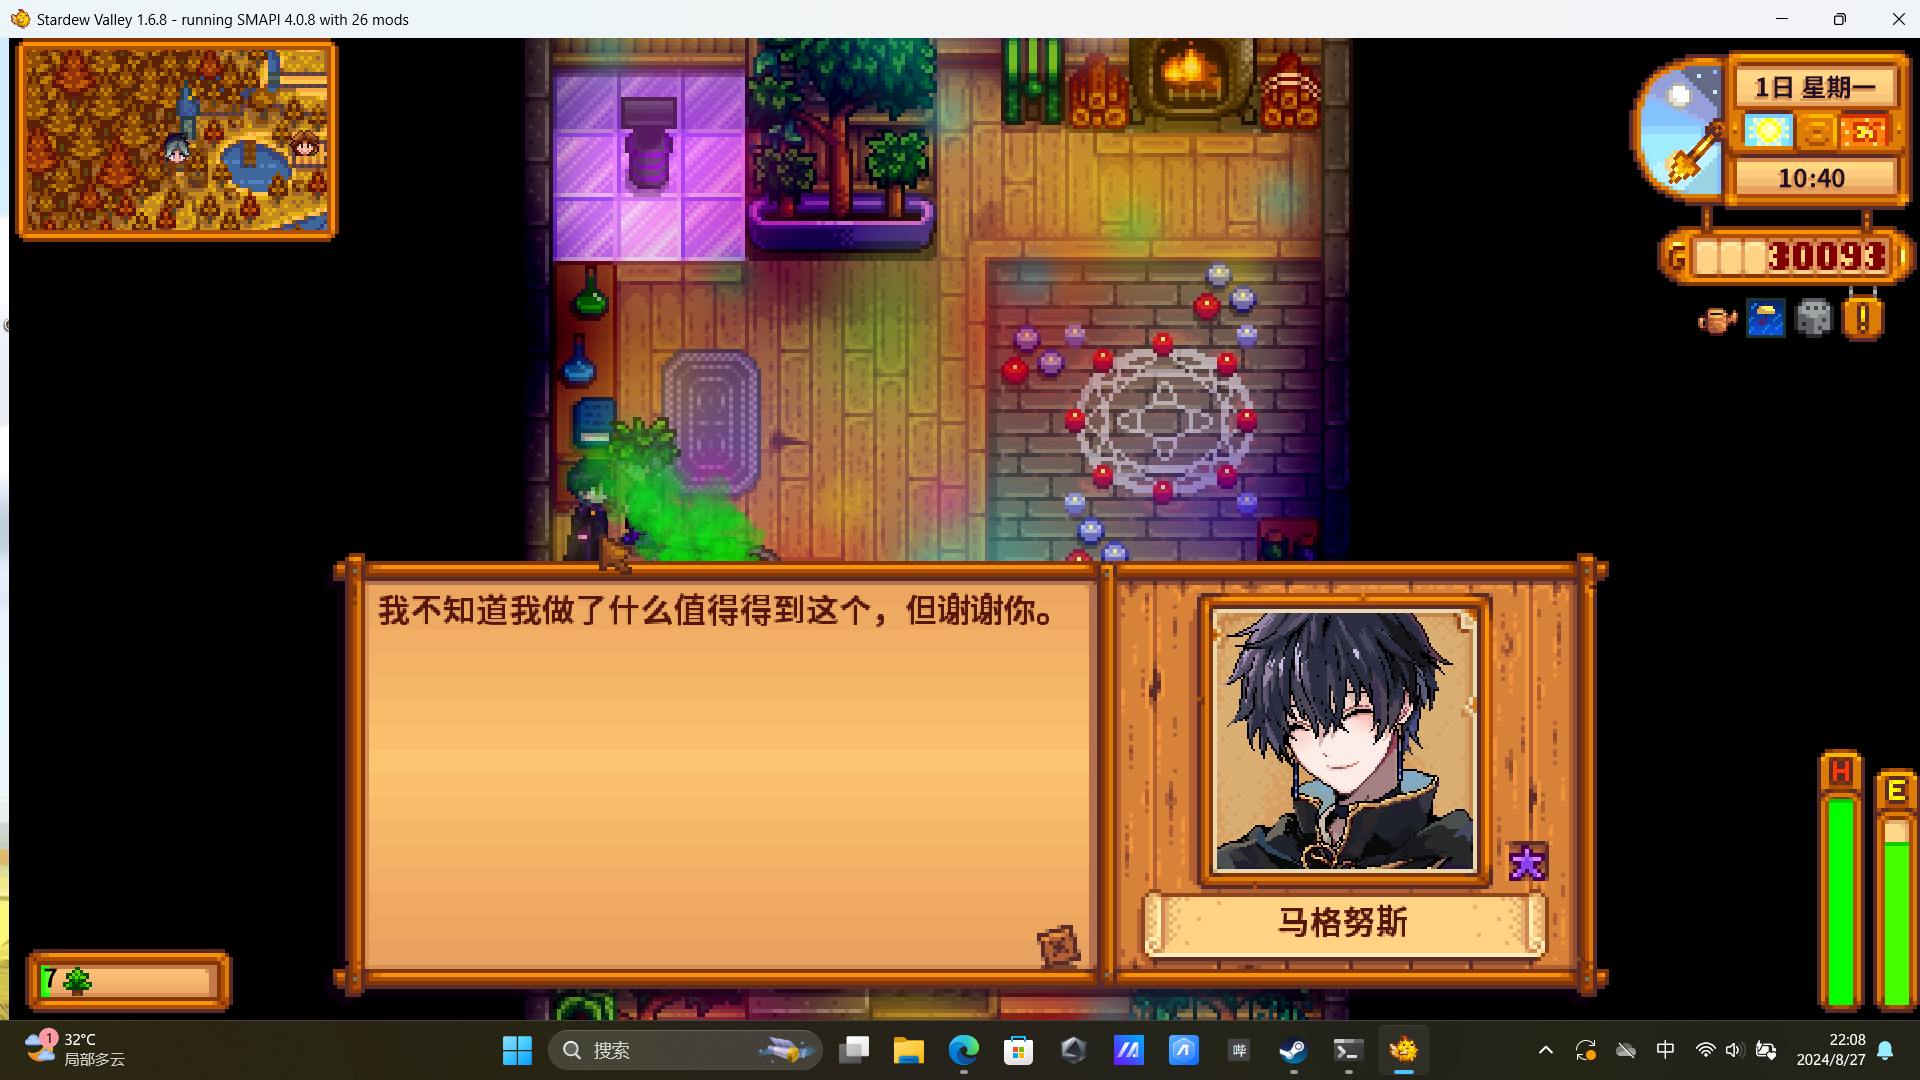 Stardew Valley 1.6.8 - running SMAPI 4.0.8 with 26 mods
1日 星期一
10:40
G 30093
我不知道我做了什么值得得到这个，但谢谢你。
马格努斯
H
E
7
1
32°C
局部多云
搜索
哔
中
22:08
2024/8/27